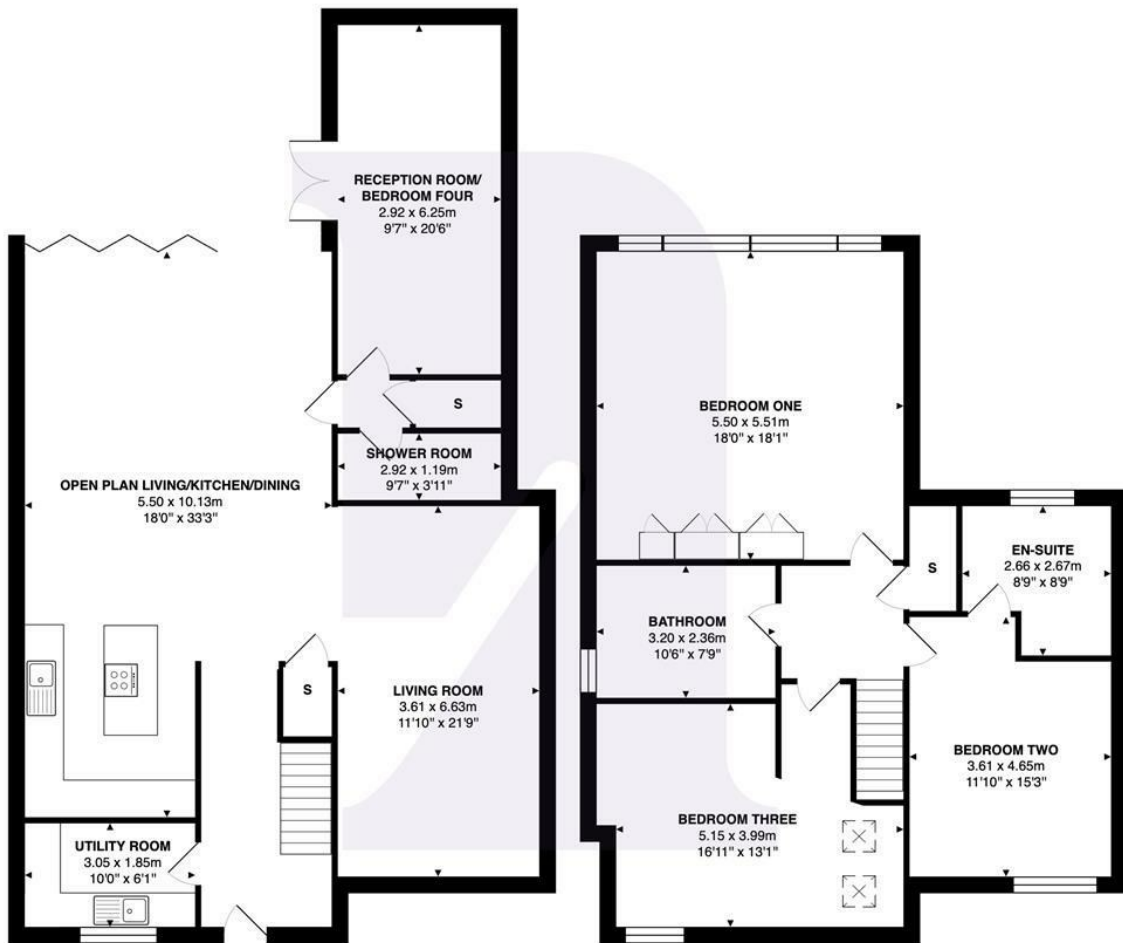 RECEPTION ROOM/
BEDROOM FOUR
2.92 x 6.25m
9'7" x 20'6"
S
SHOWER ROOM
2.92 x 1.19m
9'7" x 3'11"
OPEN PLAN LIVING/KITCHEN/DINING
5.50 x 10.13m
18'0" x 33'3"
S
LIVING ROOM
3.61 x 6.63m
11'10" x 21'9"
UTILITY ROOM
3.05 x 1.85m
10'0" x 6'1"
BEDROOM ONE
5.50 x 5.51m
18'0" x 18'1"
S
EN-SUITE
2.66 x 2.67m
8'9" x 8'9"
BATHROOM
3.20 x 2.36m
10'6" x 7'9"
BEDROOM TWO
3.61 x 4.65m
11'10" x 15'3"
BEDROOM THREE
5.15 x 3.99m
16'11" x 13'1"